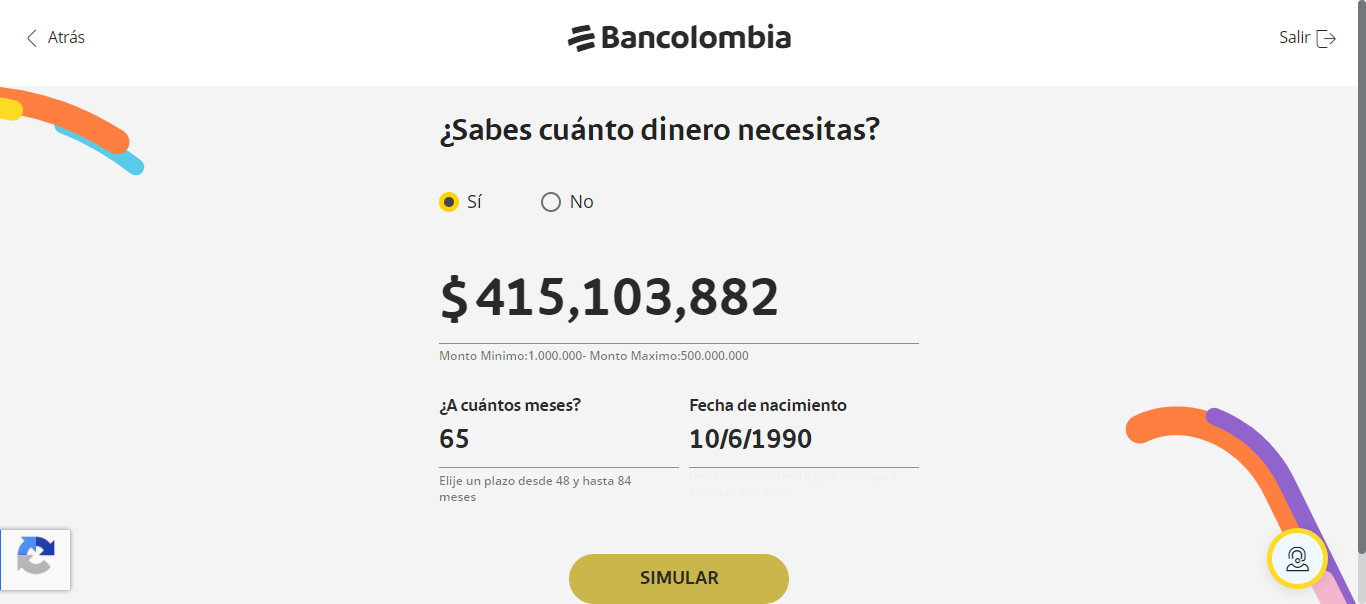 Atrás
Bancolombia
Salir
¿Sabes cuánto dinero necesitas?
Sí
No
$ 415,103,882
Monto Minimo:1.000.000- Monto Maximo:500.000.000
¿A cuántos meses?
Fecha de nacimiento
65
10/6/1990
Elije un plazo desde 48 y hasta 84
meses
SIMULAR